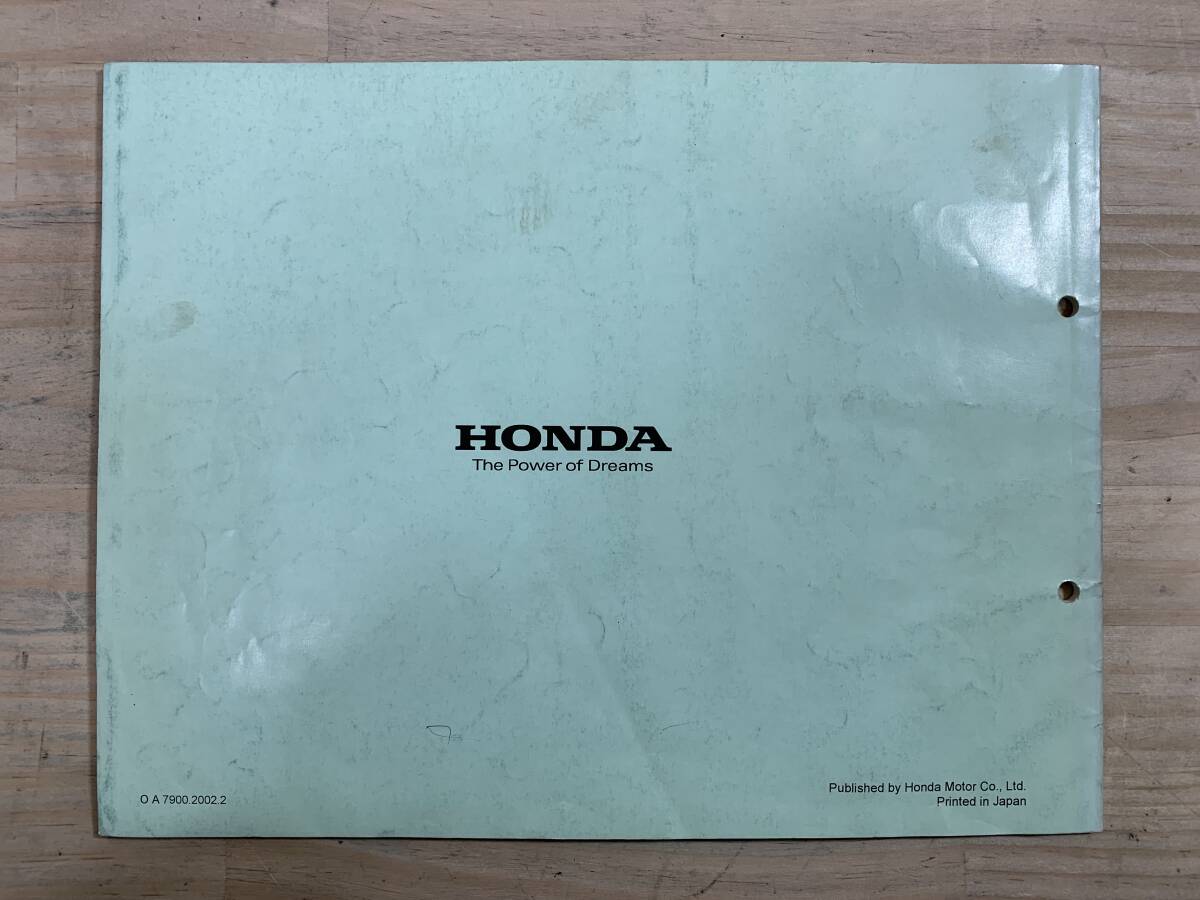 HONDA
The Power of Dreams
O A 7900.2002.2
Published by Honda Motor Co., Ltd.
Printed in Japan